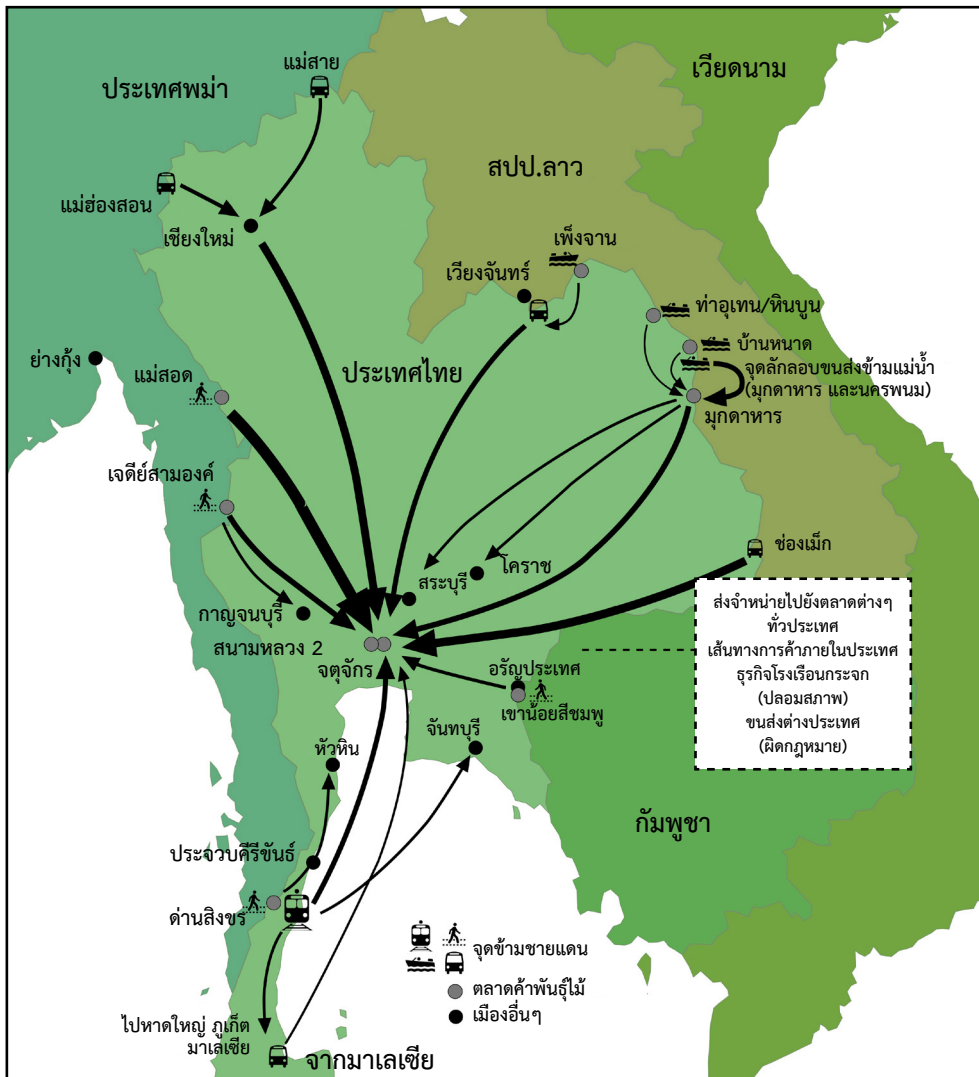 แม่สาย
เวียดนาม
ประเทศพม่า
สปป.ลาว
แม่ฮ่องสอน
เชียงใหม่
เพ็งจาน
เวียงจันทร์
ท่าอุเทน/หินบูน
บ้านหนาด
ย่างกุ้ง
แม่สอด
ประเทศไทย
จุดลักลอบขนส่งข้ามแม่น้ำ
(มุกดาหาร และนครพนม)
มุกดาหาร
เจดีย์สามองค์
ช่องเม็ก
สระบุรี
โคราช
กาญจนบุรี
สนามหลวง 2
จตุจักร
ส่งจำหน่ายไปยังตลาดต่างๆ
ทั่วประเทศ
เส้นทางการค้าภายในประเทศ
ธุรกิจโรงเรือนกระจก
(ปลอมสภาพ)
ขนส่งต่างประเทศ
(ผิดกฎหมาย)
อรัญประเทศ
เขาน้อยสีชมพู
จันทบุรี
หัวหิน
กัมพูชา
ประจวบคีรีขันธ์
ด่านสิงขร
จุดข้ามชายแดน
ตลาดค้าพันธุ์ไม้
เมืองอื่นๆ
ไปหาดใหญ่ ภูเก็ต
มาเลเซีย
จากมาเลเซีย